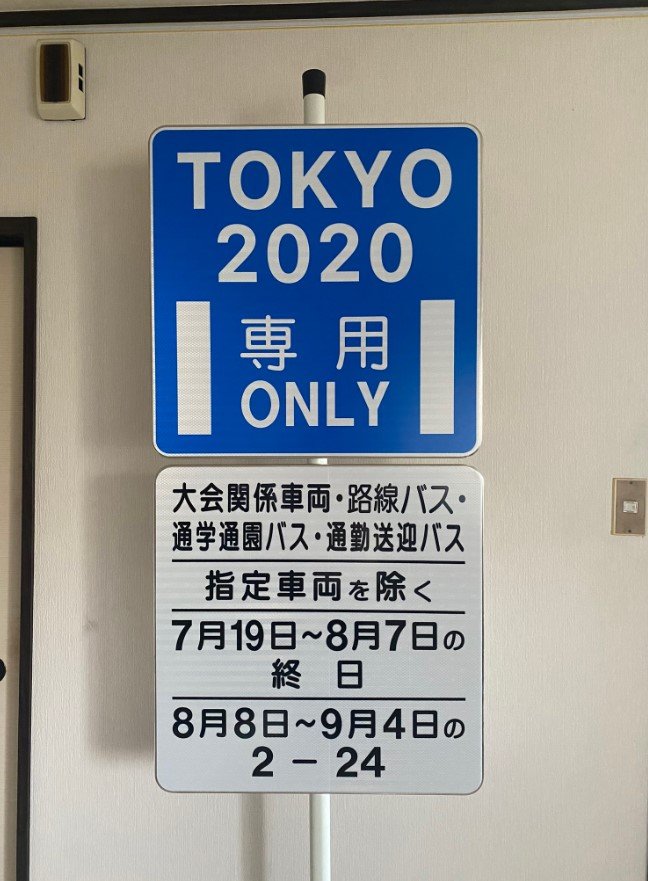 TOKYO
2020
専用
ONLY
大会関係車両・路線バス・
通学通園バス・通勤送迎バス
指定車両を除く
7月19日~8月7日の
終日
8月8日~9月4日の
2-24